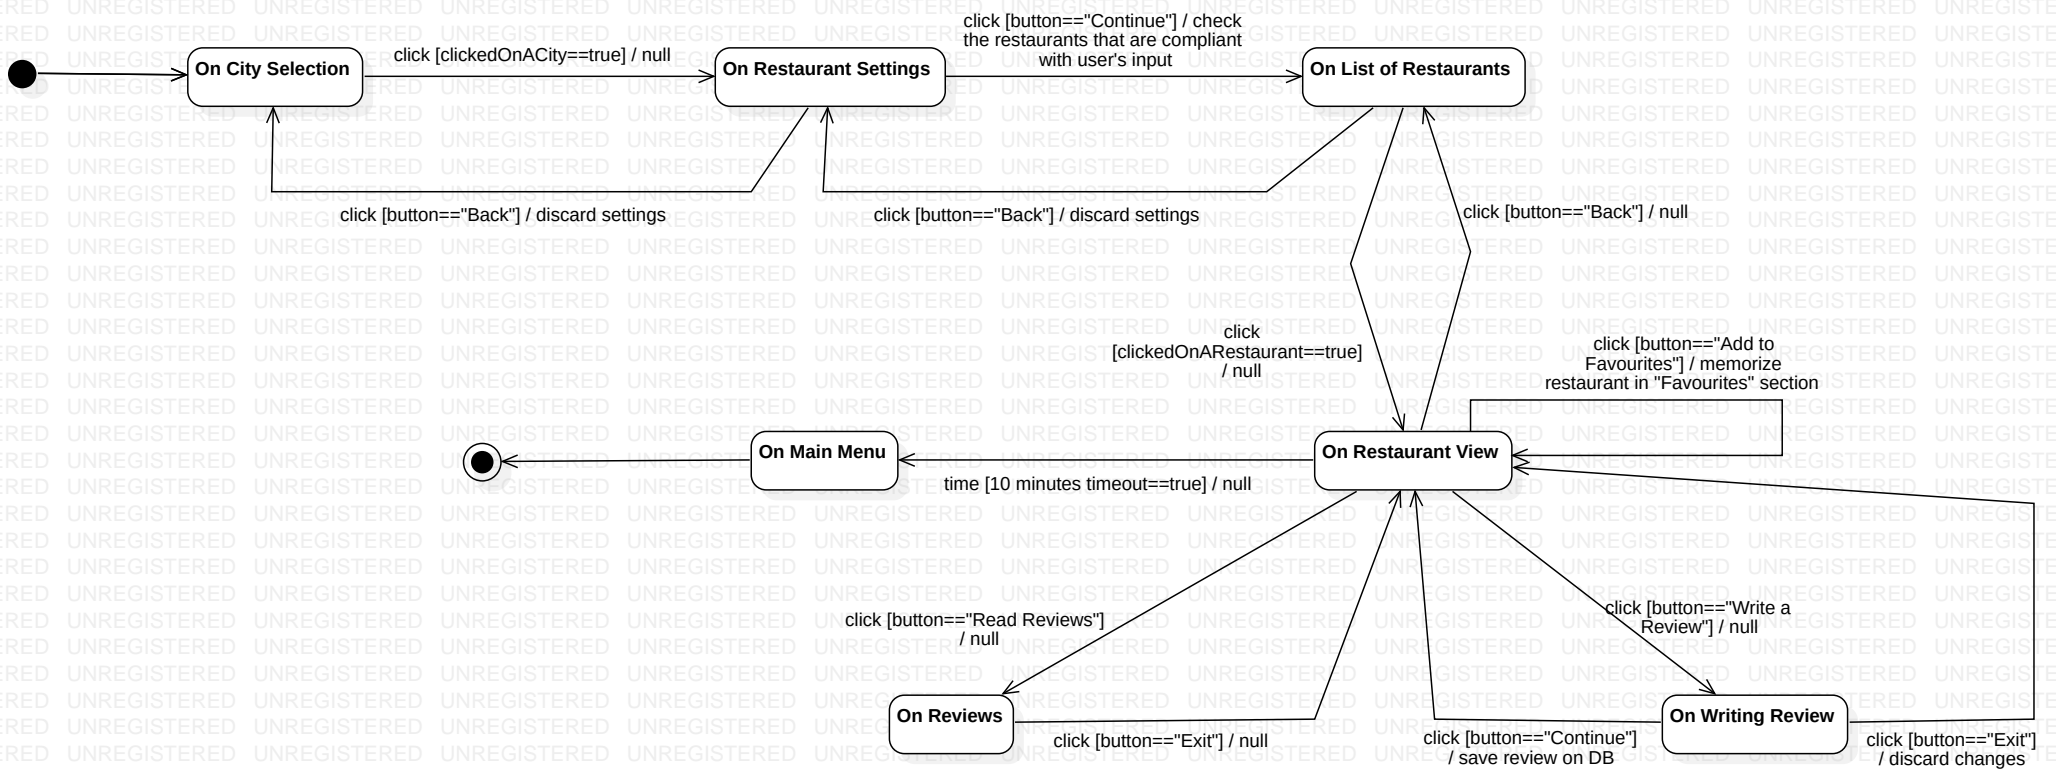 click [button=="Continue"] / check
the restaurants that are compliant
with user's input
click [clickedOnACity==true] / null
On City Selection
On Restaurant Settings
On List of Restaurants
click [button=="Back"] / discard settings
click [button=="Back"] / discard settings
click [button=="Back"] / null
click
[clickedOnARestaurant==true]
/ null
click [button=="Add to
Favourites"] / memorize
restaurant in "Favourites" section
On Main Menu
On Restaurant View
time [10 minutes timeout==true] / null
click [button=="Read Reviews"]
/ null
click [button=="Write a
Review"] / null
On Reviews
On Writing Review
click [button=="Exit"] / null
click [button=="Continue"]
/ save review on DB
click [button=="Exit"]
/ discard changes
UNREGISTERED